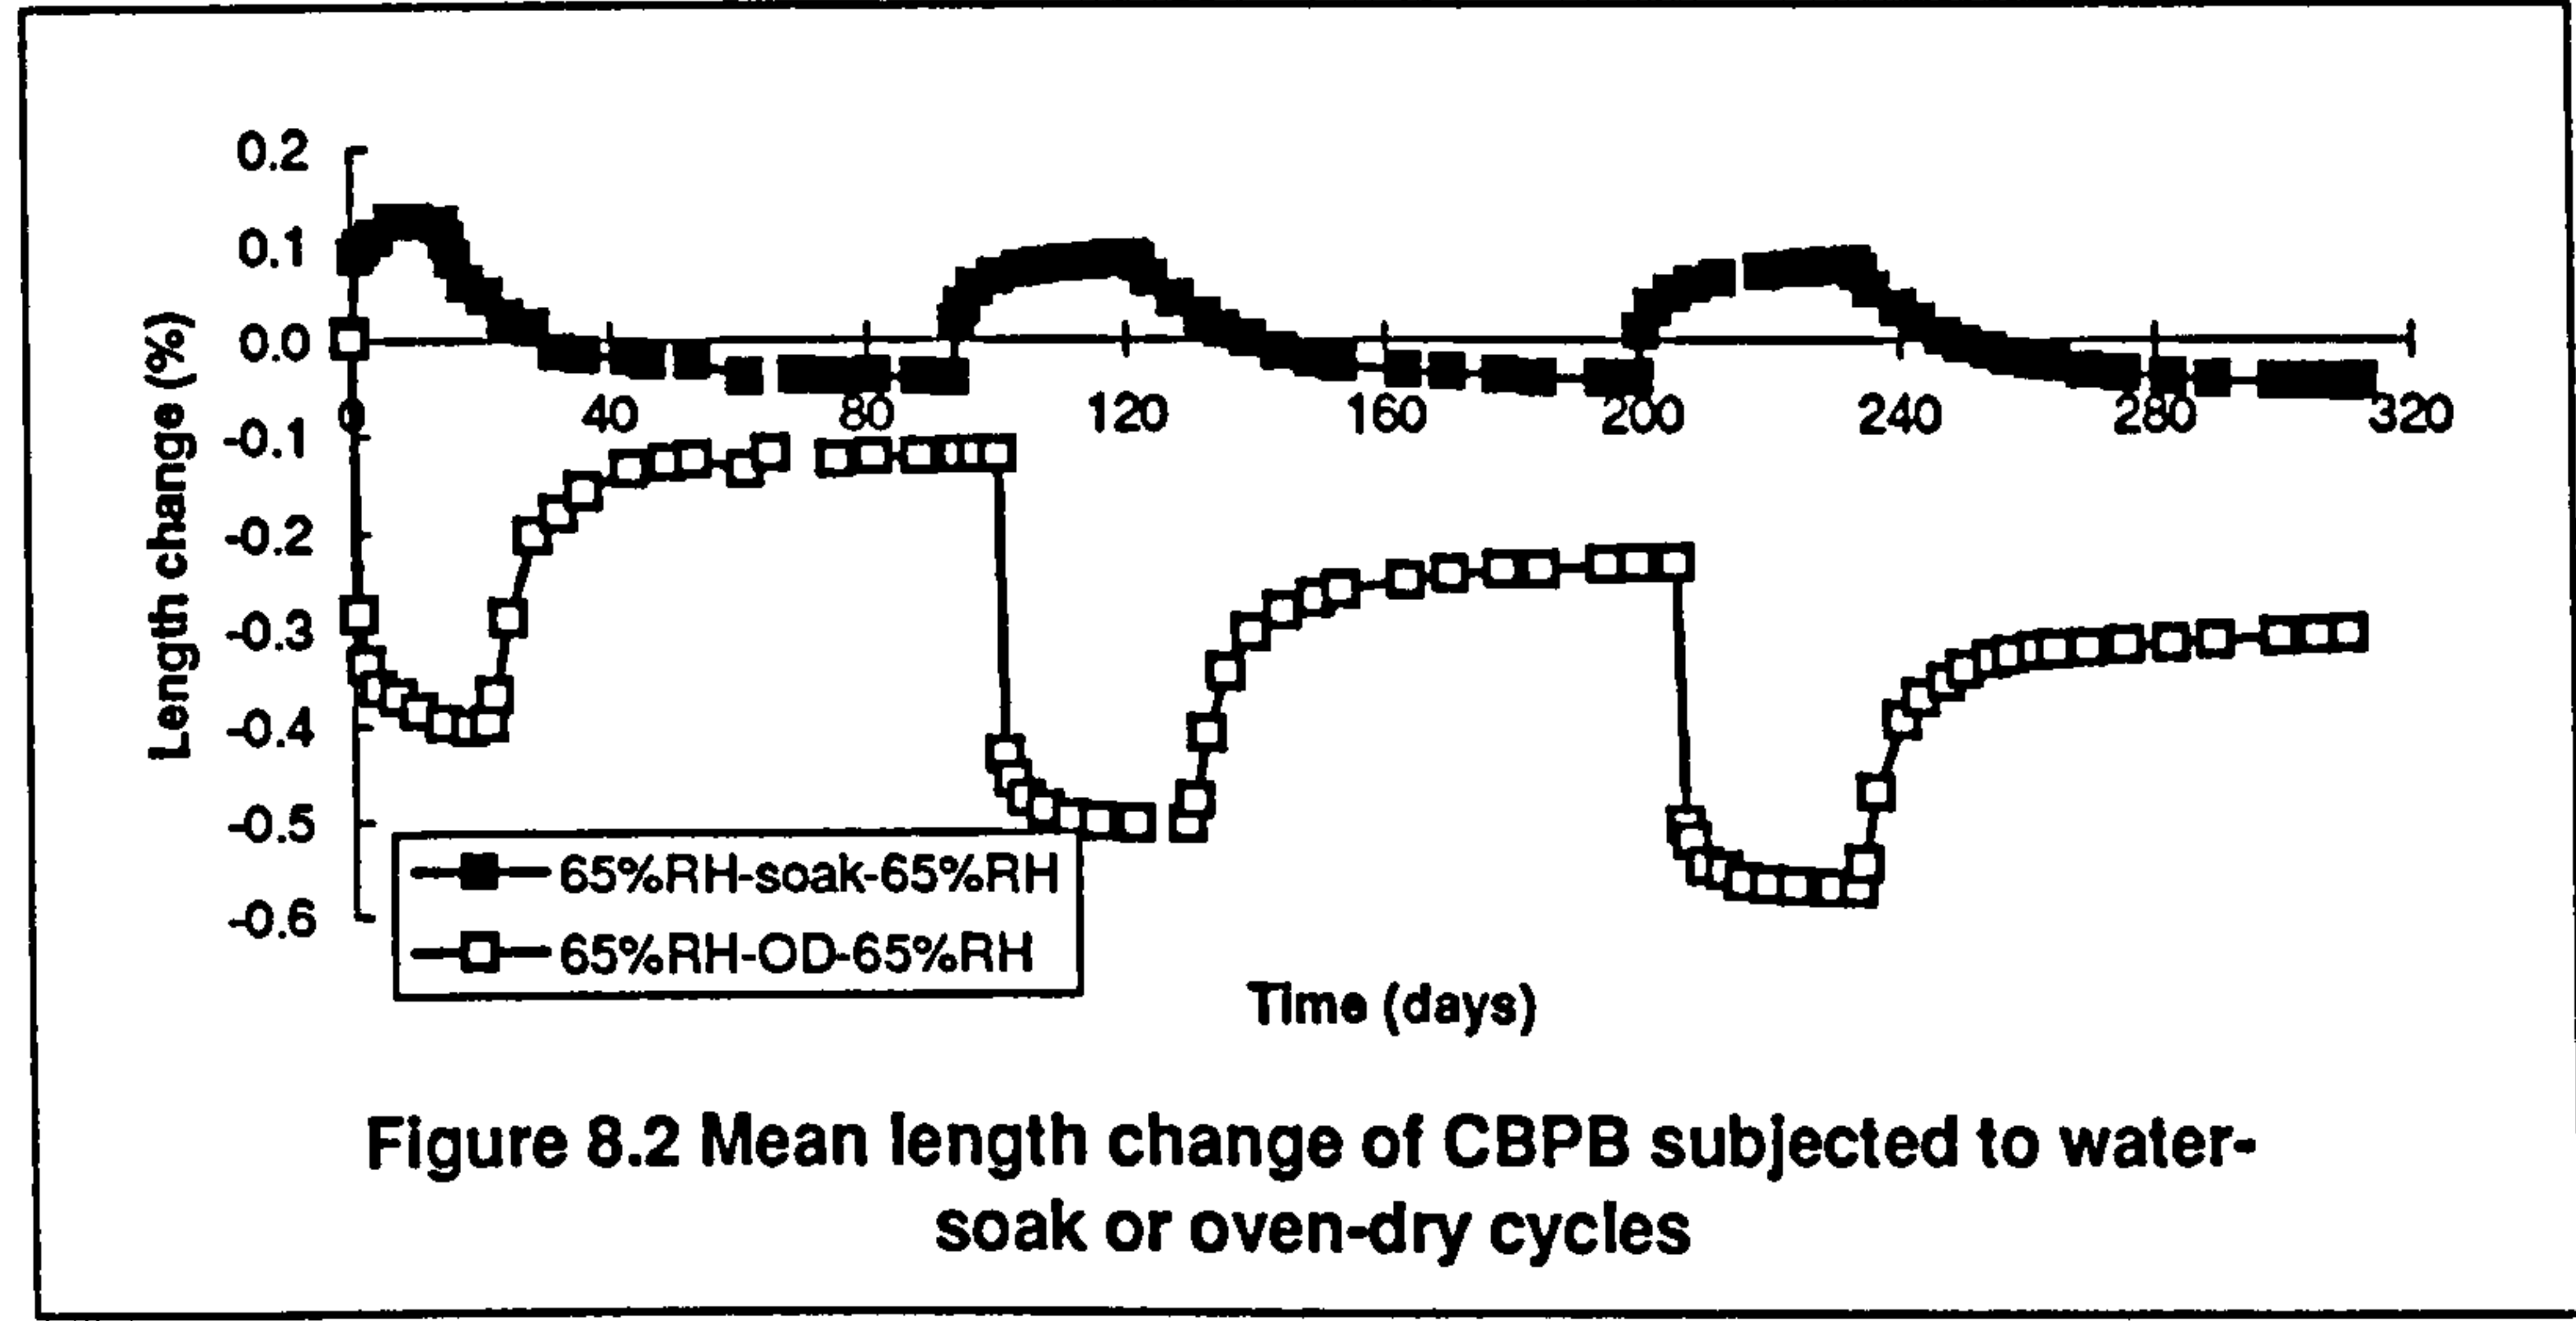 0.2
0.1
0.0
-0.1
-0.2
-0.3
-0.4
-0.5
-0.6
Length change (%)
0 40 80 120 160 200 240 280 320
65%RH-soak-65%RH
65%RH-OD-65%RH
Time (days)
Figure 8.2 Mean length change of CBPB subjected to water-
soak or oven-dry cycles